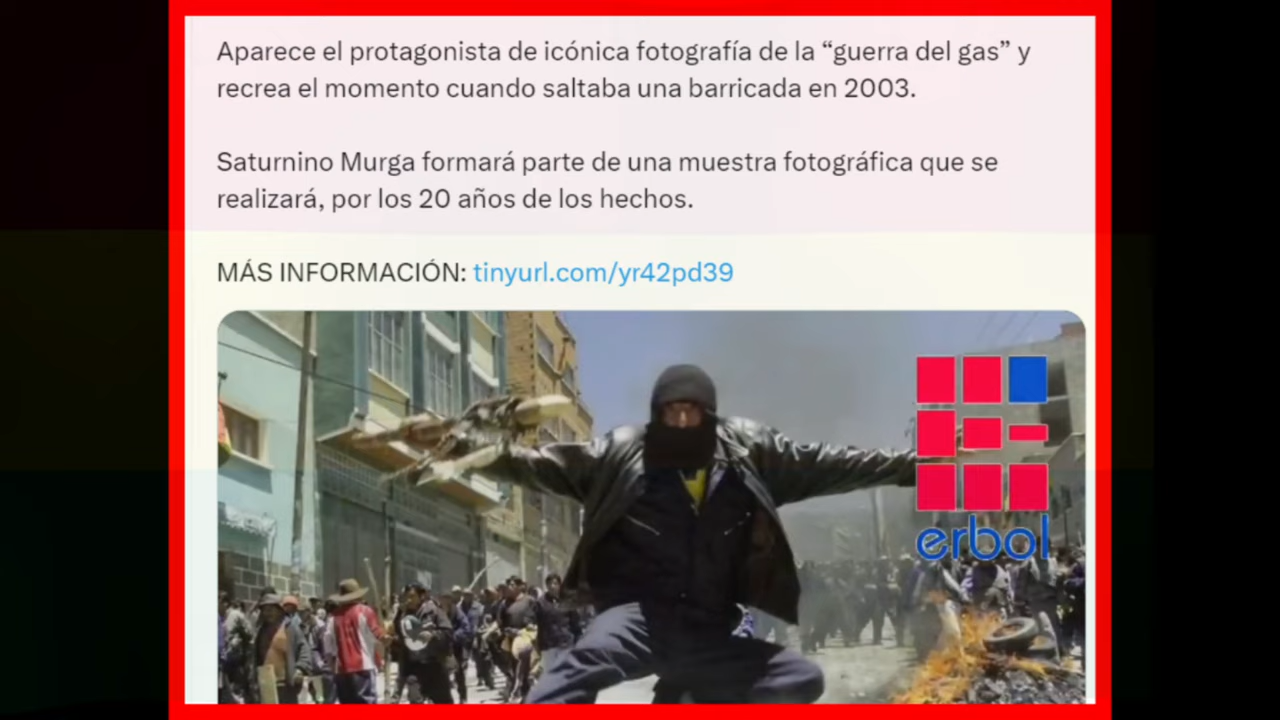 Aparece el protagonista de icónica fotografía de la “guerra del gas” y
recrea el momento cuando saltaba una barricada en 2003.
Saturnino Murga formará parte de una muestra fotográfica que se
realizará, por los 20 años de los hechos.
MÁS INFORMACIÓN: tinyurl.com/yr42pd39
erbol